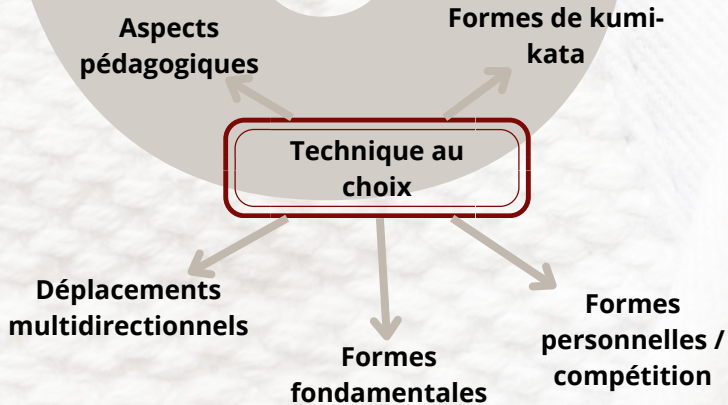 Aspects
pédagogiques
Formes de kumi-
kata
Technique au
choix
Déplacements
multidirectionnels
Formes
fondamentales
Formes
personnelles /
compétition